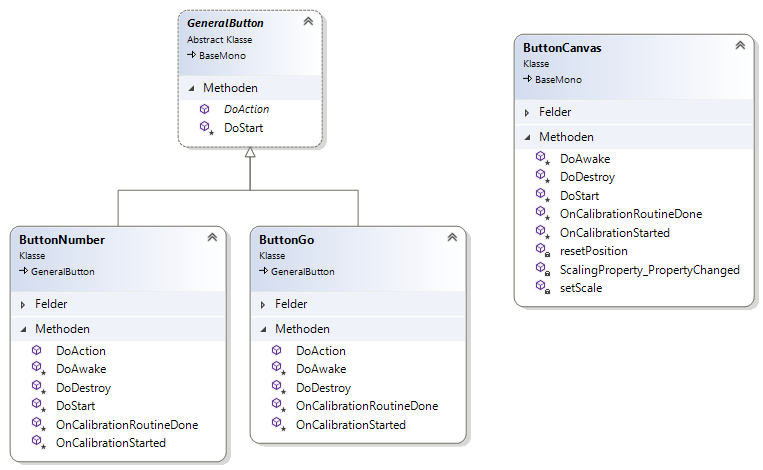 GeneralButton
Abstract Klasse
BaseMono
Methoden
DoAction
DoStart
ButtonCanvas
Klasse
BaseMono
Felder
Methoden
DoAwake
DoDestroy
DoStart
OnCalibrationRoutineDone
OnCalibrationStarted
resetPosition
ScalingProperty_PropertyChanged
setScale
ButtonNumber
Klasse
GeneralButton
Felder
Methoden
DoAction
DoAwake
DoDestroy
DoStart
OnCalibrationRoutineDone
OnCalibrationStarted
ButtonGo
Klasse
GeneralButton
Felder
Methoden
DoAction
DoAwake
DoDestroy
OnCalibrationRoutineDone
OnCalibrationStarted